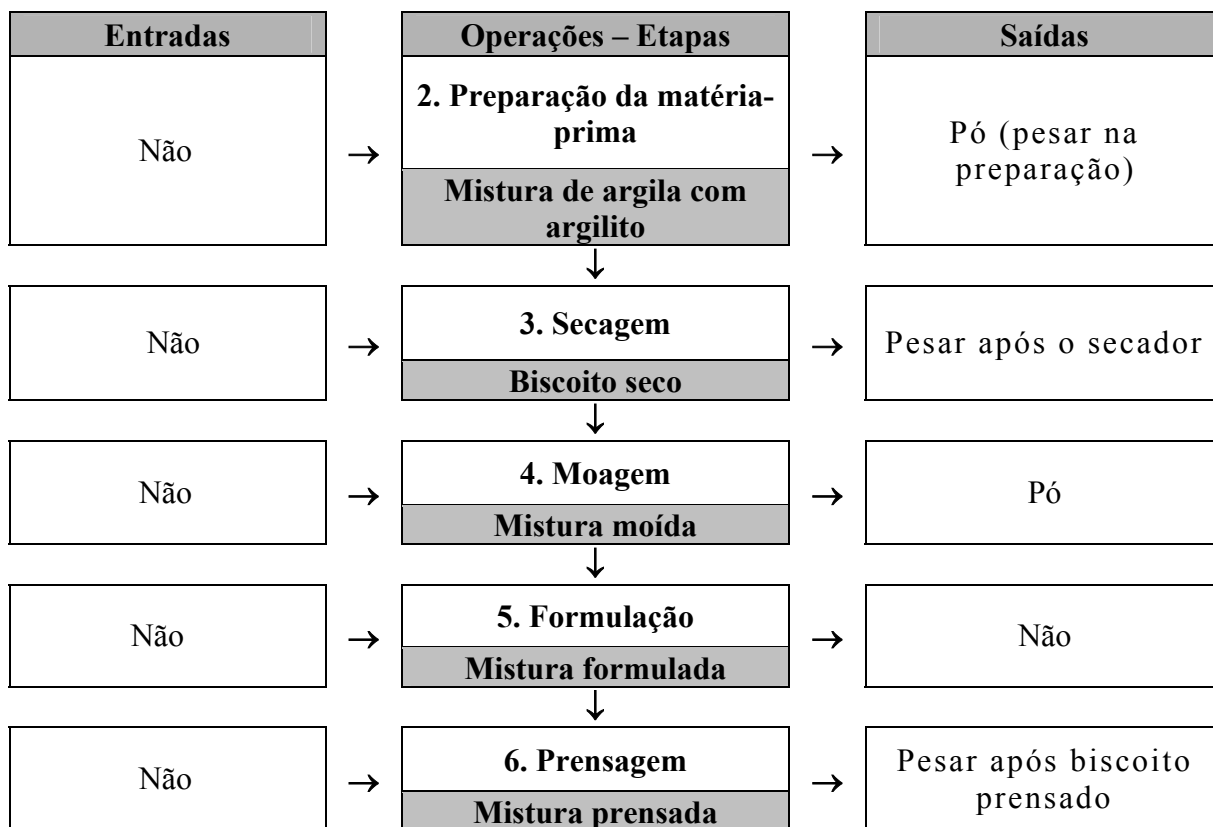 Entradas
Operações – Etapas
Saídas
Não
→
2. Preparação da matéria-
prima
Mistura de argila com
argilito
→
Pó (pesar na
preparação)
↓
Não
→
3. Secagem
Biscoito seco
→
Pesar após o secador
↓
Não
→
4. Moagem
Mistura moída
→
Pó
↓
Não
→
5. Formulação
Mistura formulada
→
Não
↓
Não
→
6. Prensagem
Mistura prensada
→
Pesar após biscoito
prensado